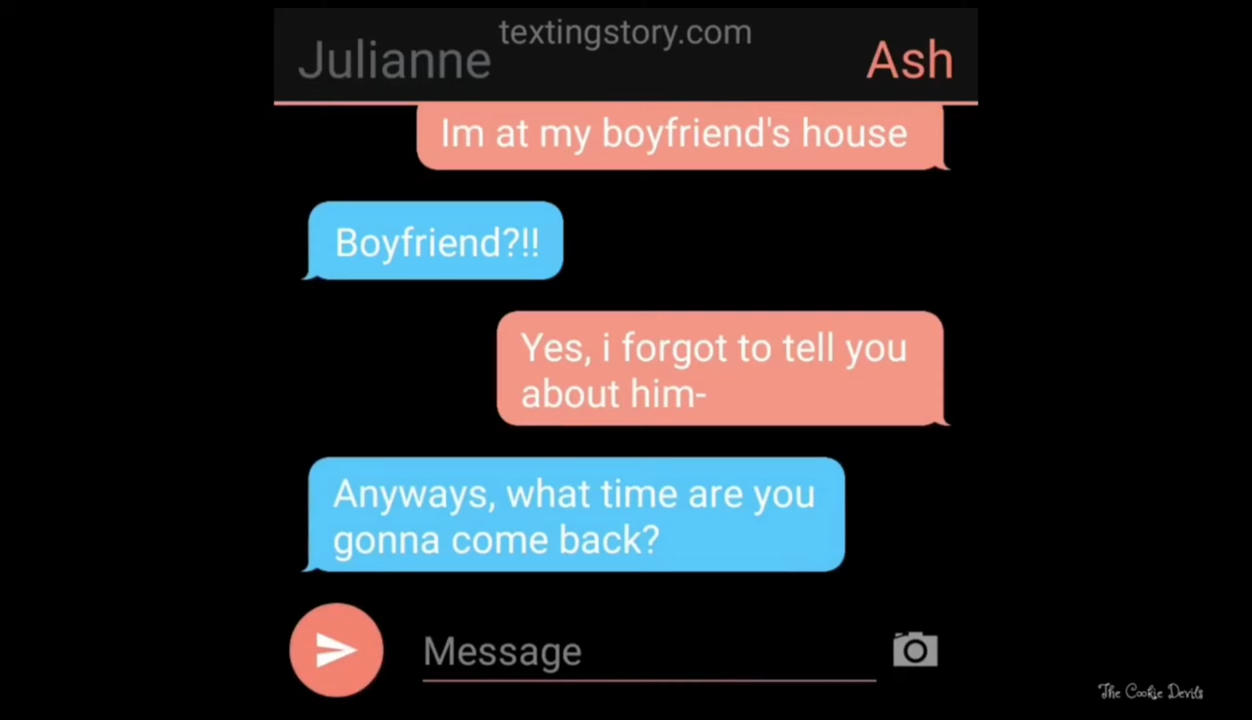 textingstory.com
Julianne
Ash
Im at my boyfriend's house
Boyfriend?!!
Yes, i forgot to tell you
about him-
Anyways, what time are you
gonna come back?
Message
The Cookie Devils